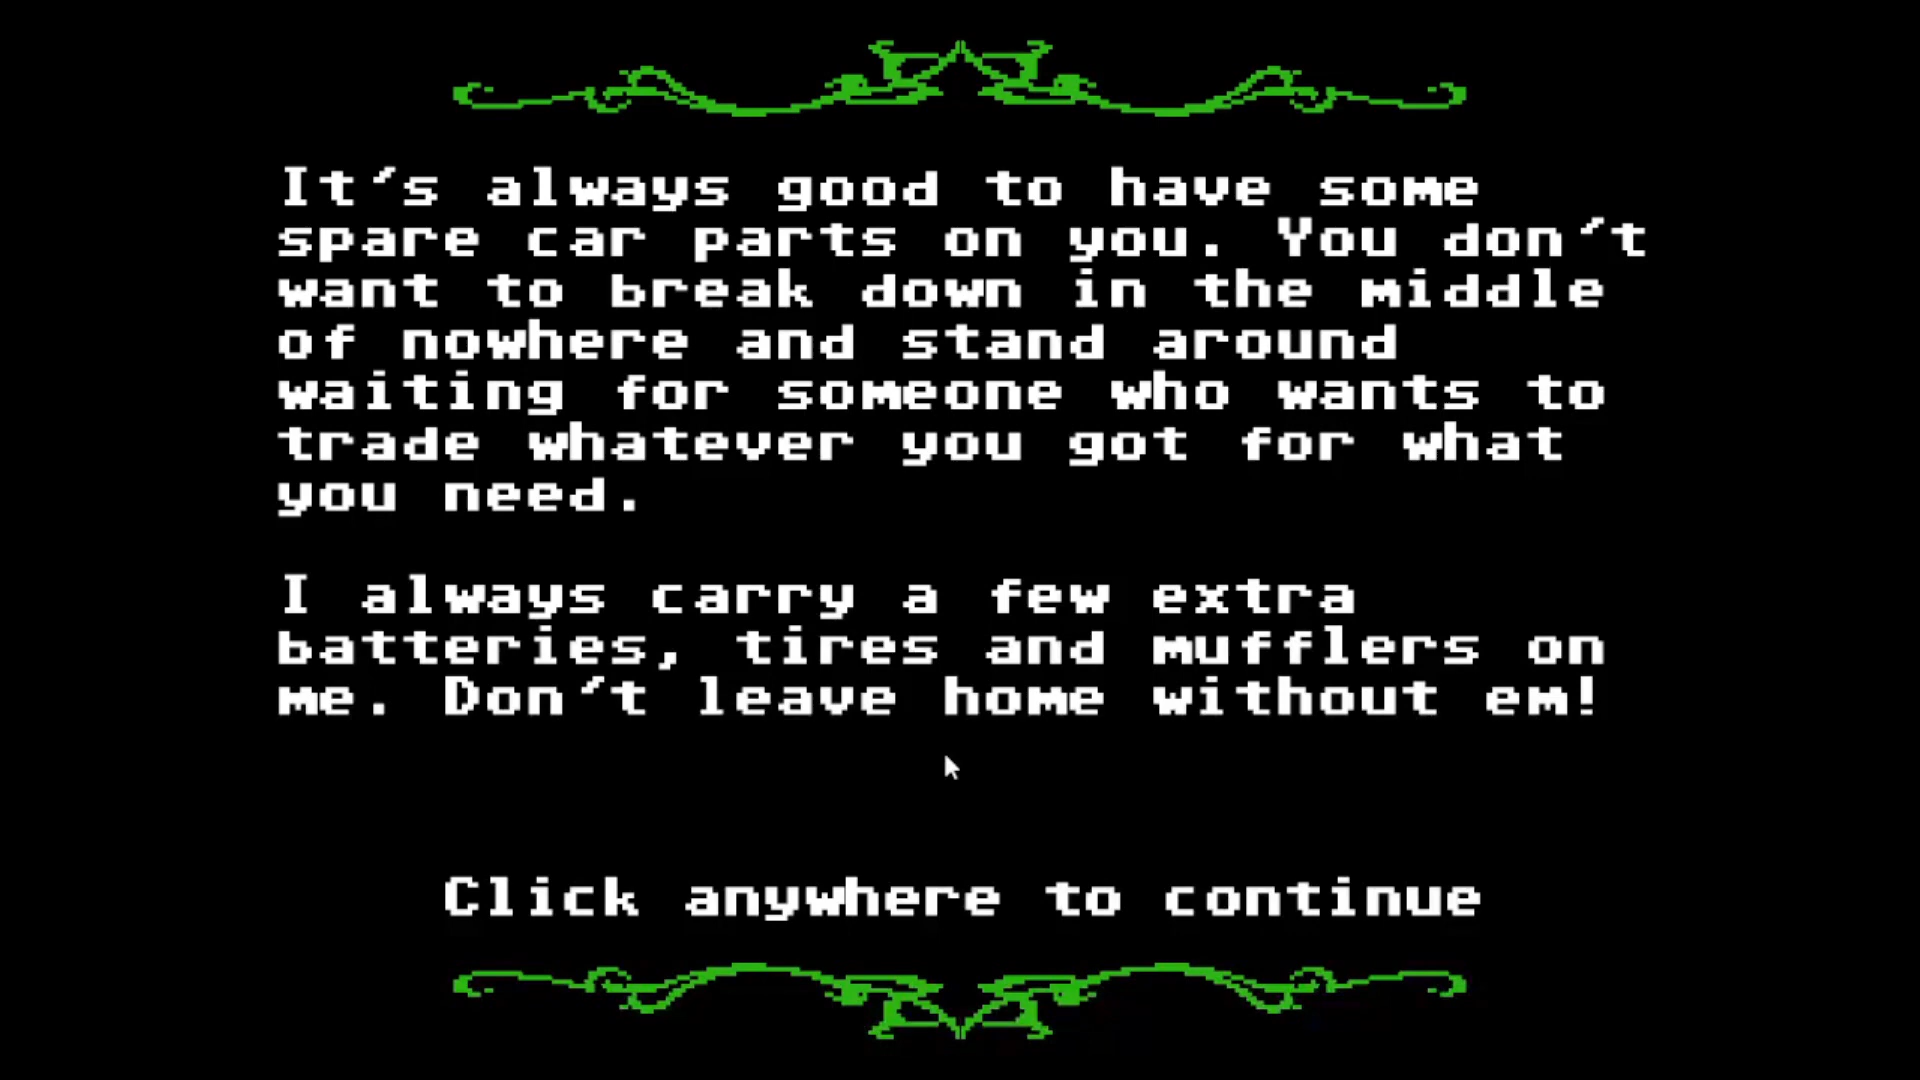 It's always good to have some
spare car parts on you. You don't
want to break down in the middle
of nowhere and stand around
waiting for someone who wants to
trade whatever you got for what
you need.
I always carry a few extra
batteries, tires and mufflers on
me. Don't leave home without em!
Click anywhere to continue